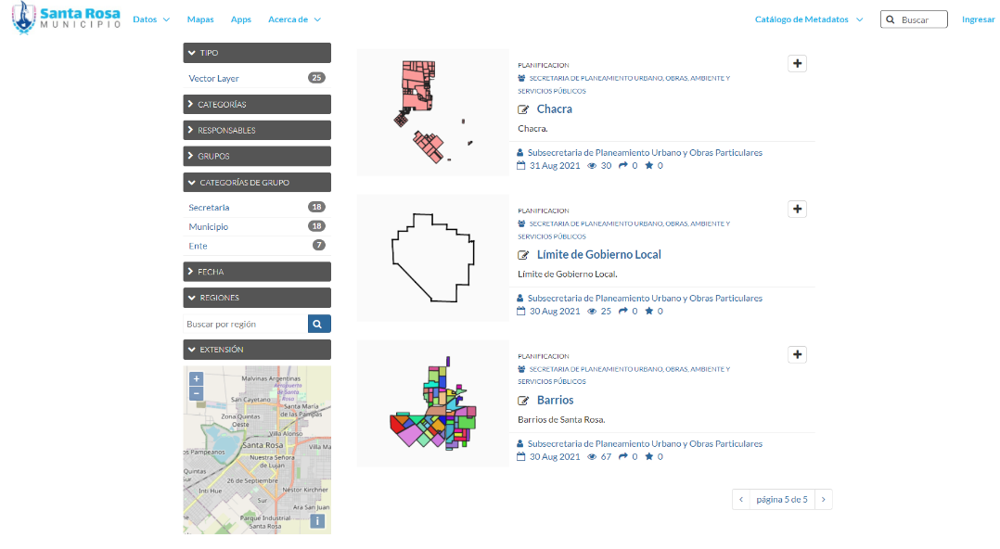 Santa Rosa
MUNICIPIO
Datos
Mapas
Apps
Acerca de
Catálogo de Metadatos
Buscar
Ingresar
TIPO
Vector Layer 25
CATEGORÍAS
RESPONSABLES
GRUPOS
CATEGORÍAS DE GRUPO
Secretaria 18
Municipio 18
Ente 7
FECHA
REGIONES
Buscar por región
EXTENSIÓN
+
−
Malvinas Argentinas
Aeropuerto
de Santa
Rosa
San Cayetano
Santa María
de las Pampas
Zona Quintas
Oeste
Villa Alonso
Santa Rosa
Villa Ma
os Pampeanos
Nuestra Señora
de Luján
Quintas
Sur
26 de Septiembre
Inti Hue
Néstor Kirchner
Sur
Ara San Juan
Parque Industrial
Santa Rosa
i
PLANIFICACION
SECRETARIA DE PLANEAMIENTO URBANO, OBRAS, AMBIENTE Y
SERVICIOS PÚBLICOS
Chacra
Chacra.
Subsecretaria de Planeamiento Urbano y Obras Particulares
31 Aug 2021 30 0 0
PLANIFICACION
SECRETARIA DE PLANEAMIENTO URBANO, OBRAS, AMBIENTE Y
SERVICIOS PÚBLICOS
Límite de Gobierno Local
Límite de Gobierno Local.
Subsecretaria de Planeamiento Urbano y Obras Particulares
30 Aug 2021 25 0 0
PLANIFICACION
SECRETARIA DE PLANEAMIENTO URBANO, OBRAS, AMBIENTE Y
SERVICIOS PÚBLICOS
Barrios
Barrios de Santa Rosa.
Subsecretaria de Planeamiento Urbano y Obras Particulares
30 Aug 2021 67 0 0
página 5 de 5